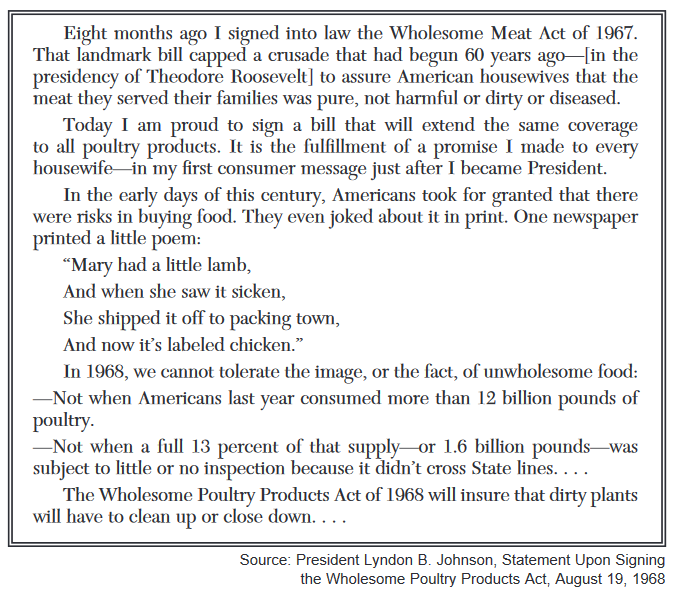 Eight months ago I signed into law the Wholesome Meat Act of 1967.
That landmark bill capped a crusade that had begun 60 years ago—[in the
presidency of Theodore Roosevelt] to assure American housewives that the
meat they served their families was pure, not harmful or dirty or diseased.
Today I am proud to sign a bill that will extend the same coverage
to all poultry products. It is the fulfillment of a promise I made to every
housewife—in my first consumer message just after I became President.
In the early days of this century, Americans took for granted that there
were risks in buying food. They even joked about it in print. One newspaper
printed a little poem:
“Mary had a little lamb,
And when she saw it sicken,
She shipped it off to packing town,
And now it’s labeled chicken.”
In 1968, we cannot tolerate the image, or the fact, of unwholesome food:
—Not when Americans last year consumed more than 12 billion pounds of
poultry.
—Not when a full 13 percent of that supply—or 1.6 billion pounds—was
subject to little or no inspection because it didn’t cross State lines. . . .
The Wholesome Poultry Products Act of 1968 will insure that dirty plants
will have to clean up or close down. . . .
Source: President Lyndon B. Johnson, Statement Upon Signing
the Wholesome Poultry Products Act, August 19, 1968